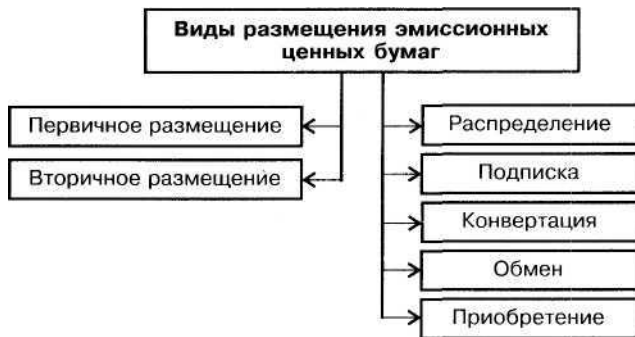 Виды размещения эмиссионных
ценных бумаг
Первичное размещение
Вторичное размещение
Распределение
Подписка
Конвертация
Обмен
Приобретение